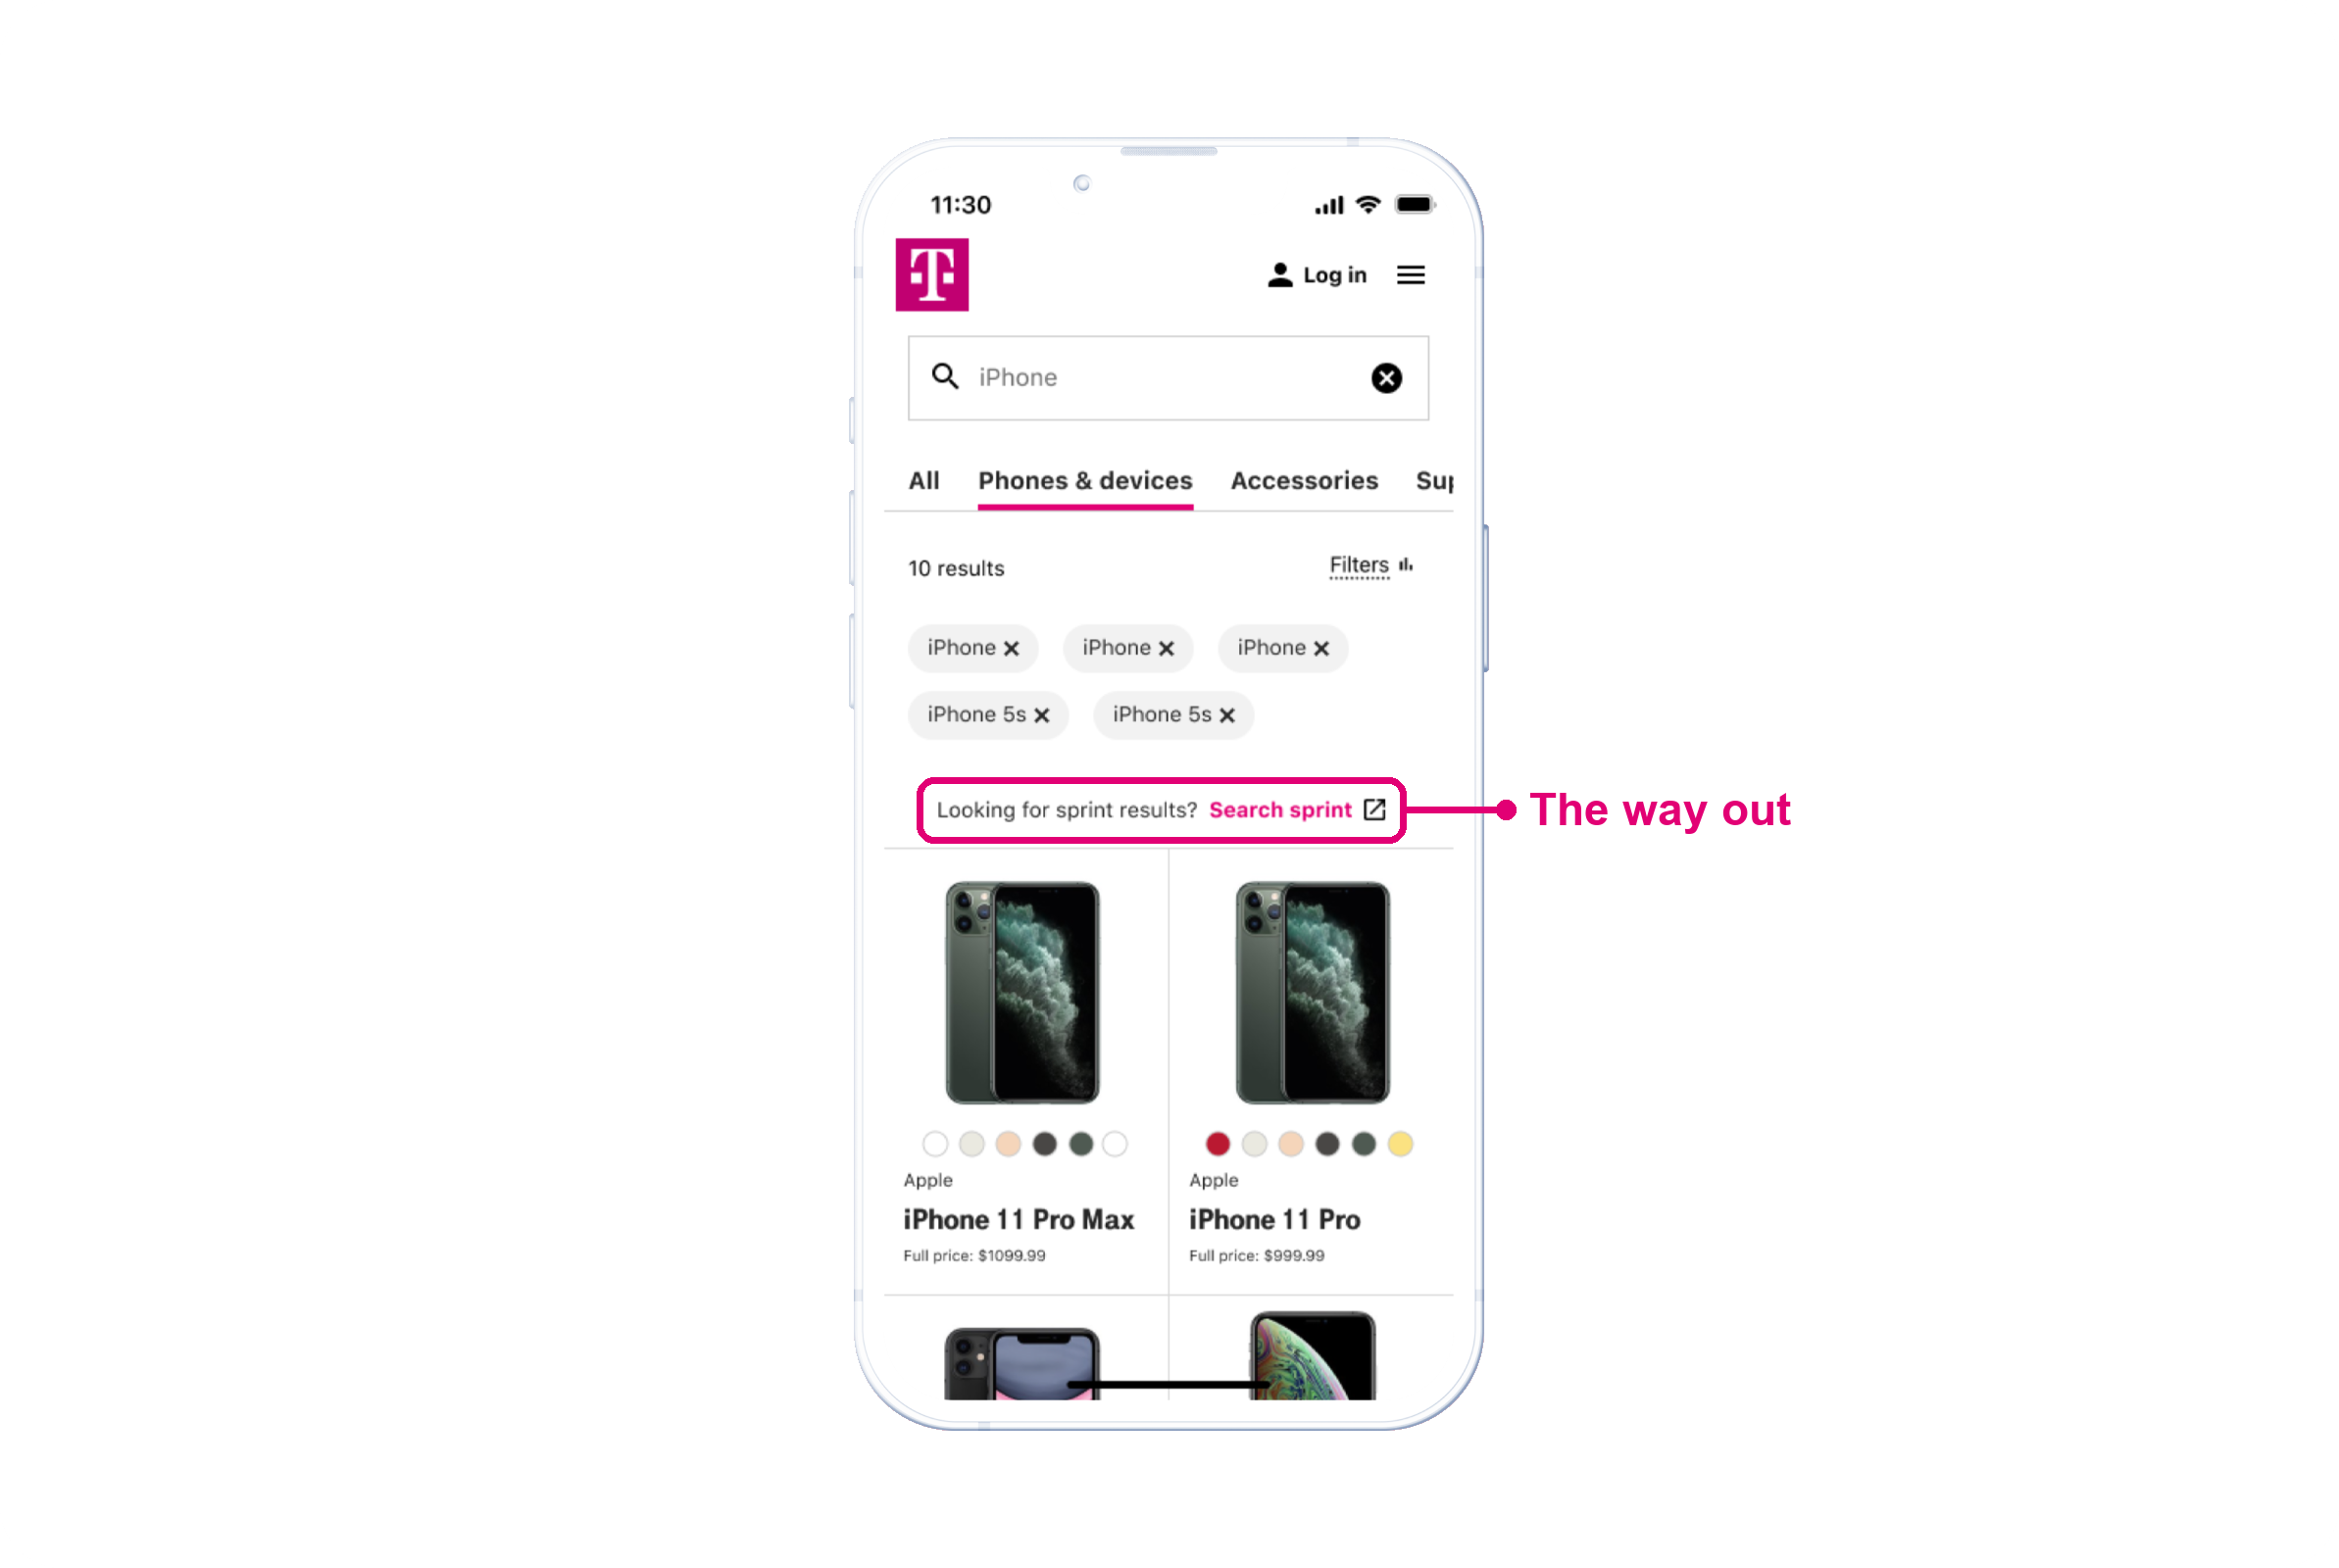 11:30
T
Log in
iPhone
All Phones & devices Accessories Sup
10 results Filters
iPhone iPhone iPhone
iPhone 5s iPhone 5s
Looking for sprint results? Search sprint
The way out
Apple
iPhone 11 Pro Max
Full price: $1099.99
Apple
iPhone 11 Pro
Full price: $999.99